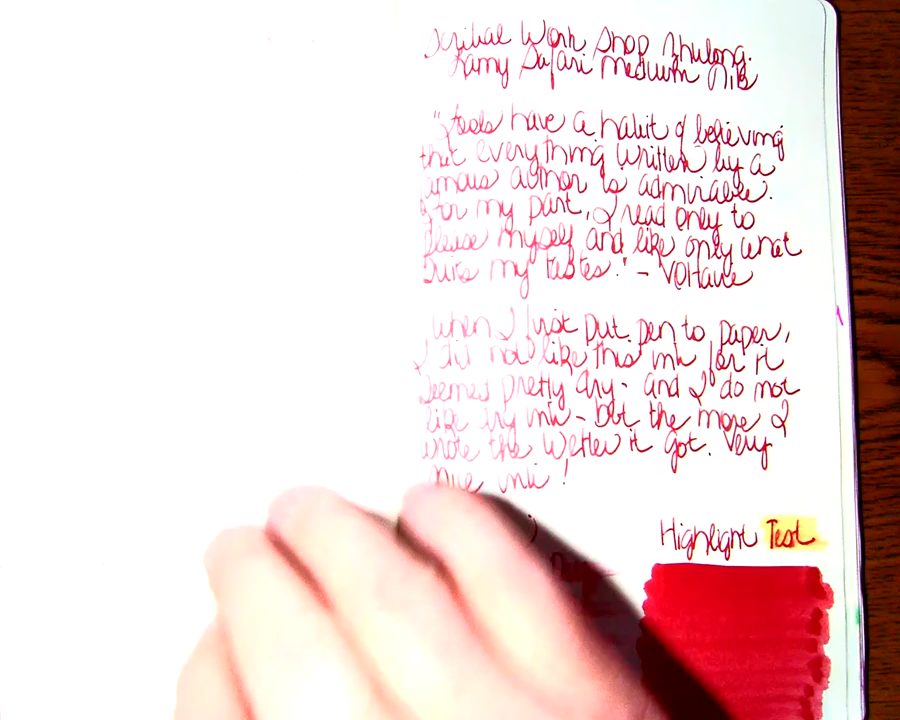 Scribal Work Shop Zhulong.
Lamy Safari Medium Nib
"Fools have a habit of believing
that everything written by a
famous author is admirable.
For my part, I read only to
please myself and like only what
suits my tastes." - Voltaire
When I first put pen to paper,
I did not like this ink for it
seemed pretty dry - and I do not
like dry ink - but the more I
wrote the wetter it got. Very
nice ink!
Highlight Test